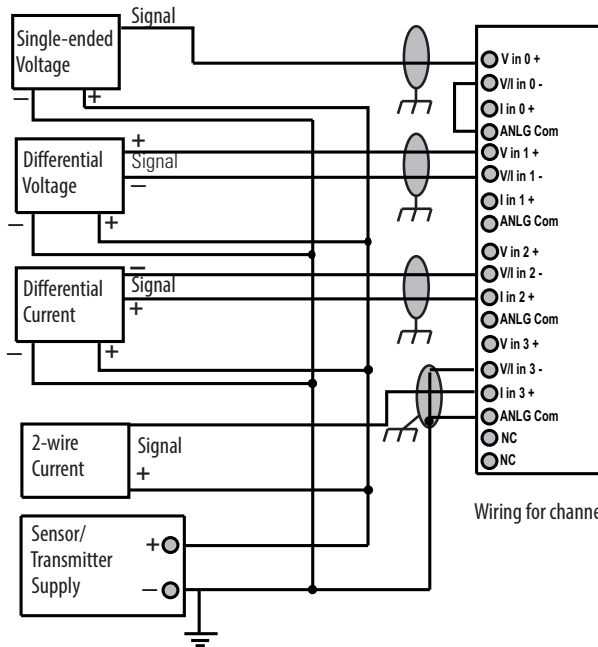 Signal
Single-ended
Voltage
− +
+
Differential
Voltage
Signal
−
− +
−
Differential
Current
Signal
+
− +
2-wire
Current
Signal
+
Sensor/
Transmitter
Supply
+
−
V in 0 +
V/I in 0 -
I in 0 +
ANLG Com
V in 1 +
V/I in 1 -
I in 1 +
ANLG Com
V in 2 +
V/I in 2 -
I in 2 +
ANLG Com
V in 3 +
V/I in 3 -
I in 3 +
ANLG Com
NC
NC
Wiring for channe